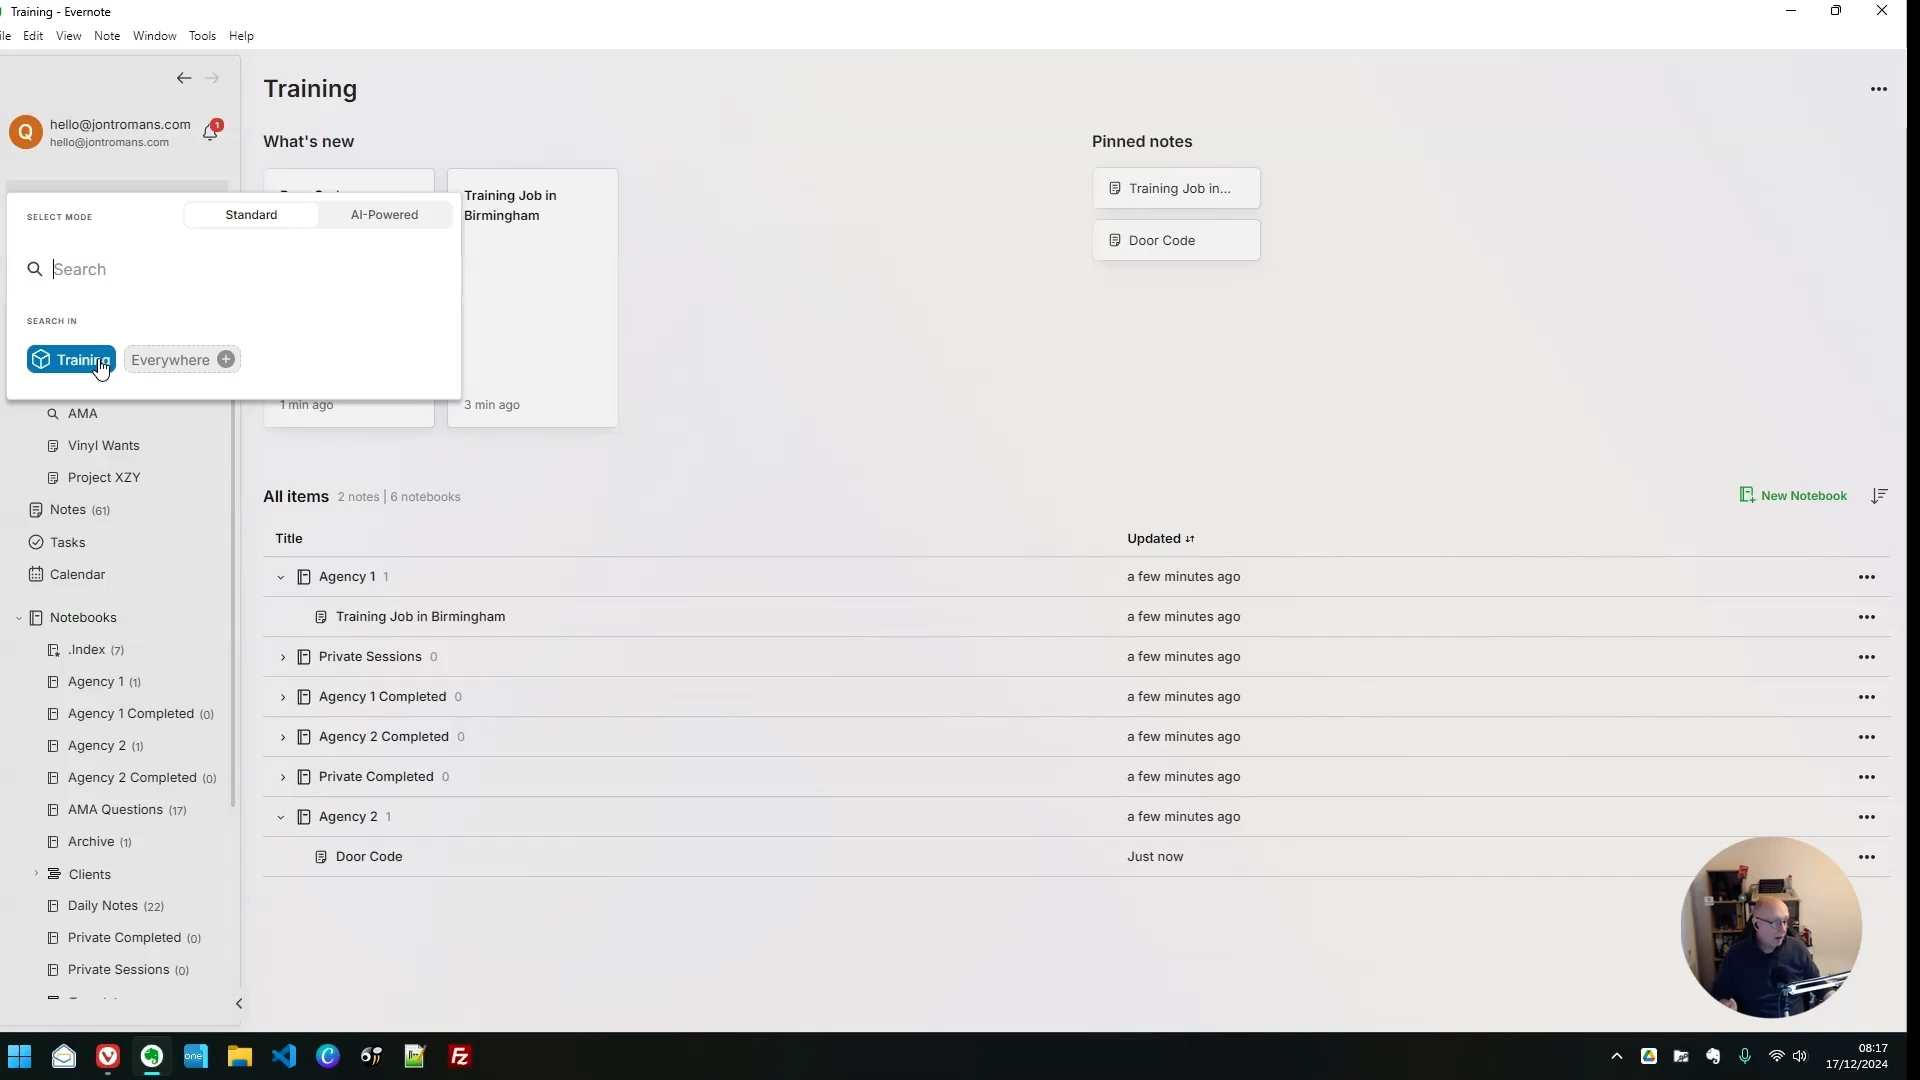 Training - Evernote
Edit View Note Window Tools Help
Q
hello@jontromans.com
hello@jontromans.com
1
Training
What's new
Pinned notes
Training Job in
Birmingham
Training Job in...
Door Code
SELECT MODE
Standard
AI-Powered
Search
SEARCH IN
Training
Everywhere
1 min ago
3 min ago
AMA
Vinyl Wants
Project XZY
Notes (61)
Tasks
Calendar
Notebooks
.Index (7)
Agency 1 (1)
Agency 1 Completed (0)
Agency 2 (1)
Agency 2 Completed (0)
AMA Questions (17)
Archive (1)
Clients
Daily Notes (22)
Private Completed (0)
Private Sessions (0)
All items 2 notes | 6 notebooks
New Notebook
Title Updated
Agency 1 1 a few minutes ago
Training Job in Birmingham a few minutes ago
Private Sessions 0 a few minutes ago
Agency 1 Completed 0 a few minutes ago
Agency 2 Completed 0 a few minutes ago
Private Completed 0 a few minutes ago
Agency 2 1 a few minutes ago
Door Code Just now
one
Fz
08:17
17/12/2024